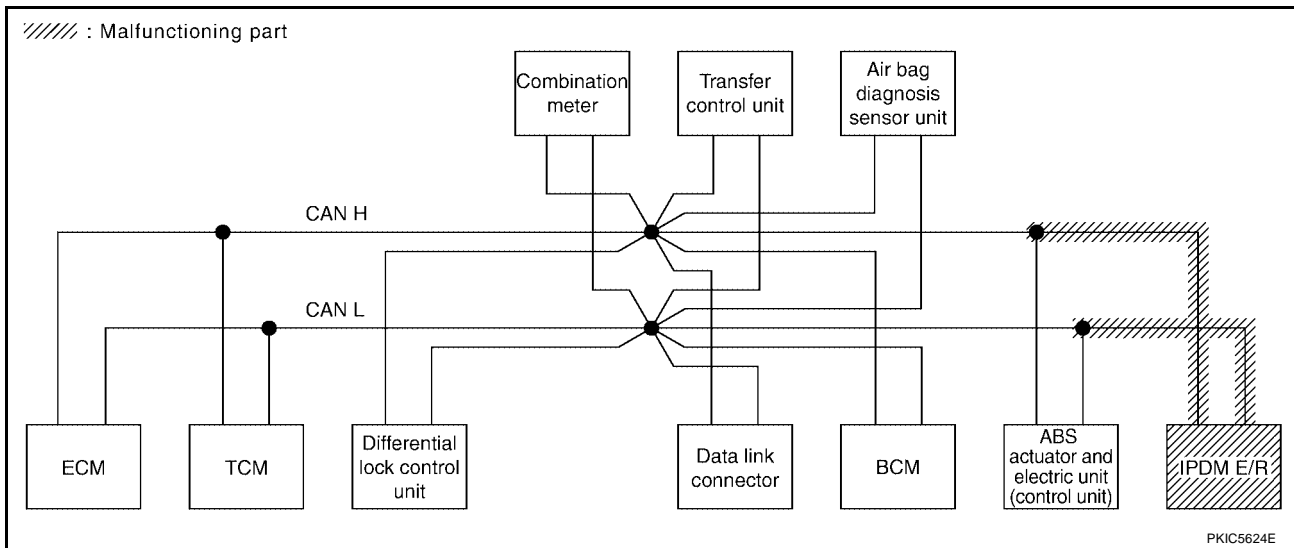 : Malfunctioning part
Combination
meter
Transfer
control unit
Air bag
diagnosis
sensor unit
CAN H
CAN L
ECM
TCM
Differential
lock control
unit
Data link
connector
BCM
ABS
actuator and
electric unit
(control unit)
IPDM E/R
PKIC5624E